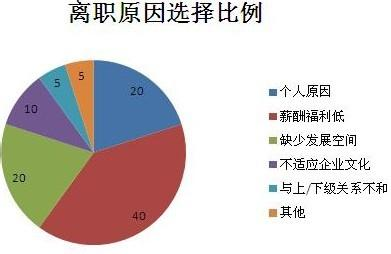 离职原因选择比例
5
5
20
10
20
40
个人原因
薪酬福利低
缺少发展空间
不适应企业文化
与上/下级关系不和
其他